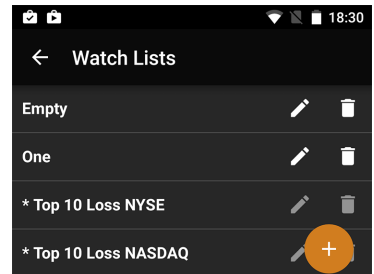 18:30
Watch Lists
Empty
One
* Top 10 Loss NYSE
* Top 10 Loss NASDAQ